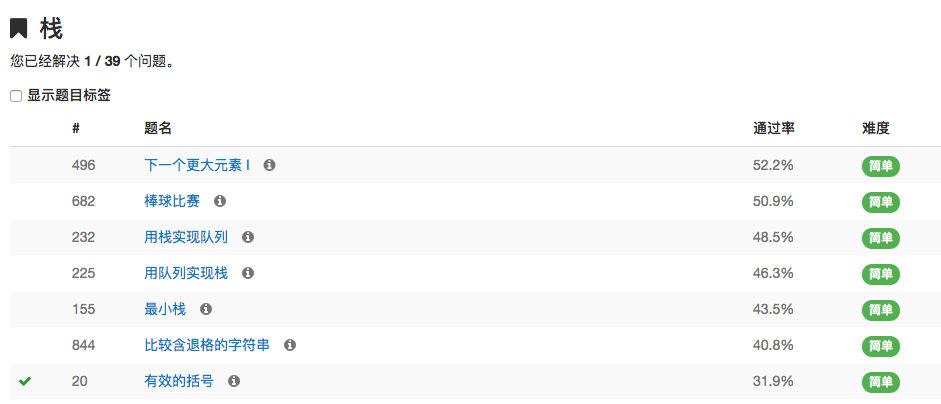 栈
您已经解决 1 / 39 个问题。
显示题目标签
# 题名 通过率 难度
496 下一个更大元素 I 52.2% 简单
682 棒球比赛 50.9% 简单
232 用栈实现队列 48.5% 简单
225 用队列实现栈 46.3% 简单
155 最小栈 43.5% 简单
844 比较含退格的字符串 40.8% 简单
20 有效的括号 31.9% 简单